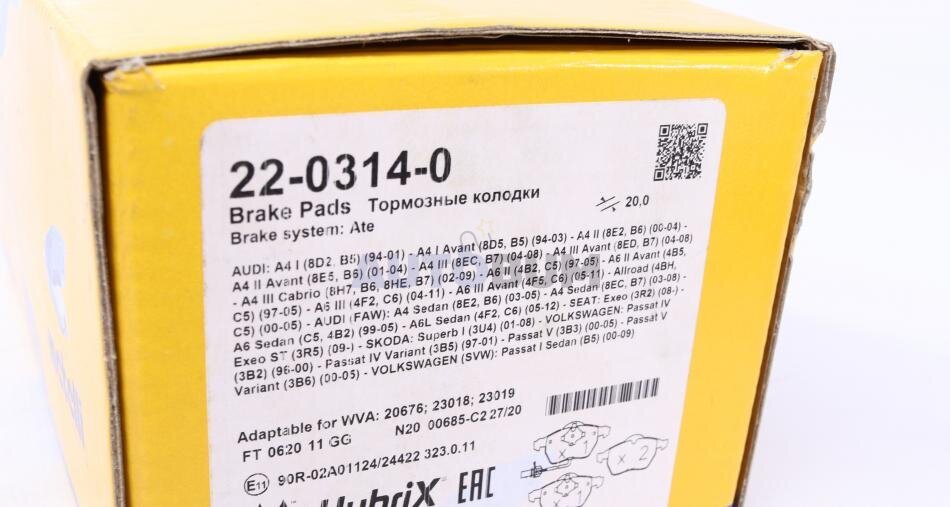 22-0314-0
Brake Pads Тормозные колодки 20,0
Brake system: Ate
AUDI: A4 I (8D2, B5) (94-01) - A4 I Avant (8D5, B5) (94-03) - A4 II (8E2, B6) (00-04) -
A4 II Avant (8E5, B6) (01-04) - A4 III (8EC, B7) (04-08) - A4 III Avant (8ED, B7) (04-08)
- A4 III Cabrio (8H7, B6, 8HE, B7) (02-09) - A6 II (4B2, C5) (97-05) - A6 II Avant (4B5,
C5) (97-05) - A6 III (4F2, C6) (04-11) - A6 III Avant (4F5, C6) (05-11) - Allroad (4BH,
C5) (00-05) - AUDI (FAW): A4 Sedan (8E2, B6) (03-05) - A4 Sedan (8EC, B7) (03-08) -
A6 Sedan (C5, 4B2) (99-05) - A6L Sedan (4F2, C6) (05-12) - SEAT: Exeo (3R2) (08-) -
Exeo ST (3R5) (09-) - SKODA: Superb I (3U4) (01-08) - VOLKSWAGEN: Passat IV
(3B2) (96-00) - Passat IV Variant (3B5) (97-01) - Passat V (3B3) (00-05) - Passat V
Variant (3B6) (00-05) - VOLKSWAGEN (SVW): Passat I Sedan (B5) (00-09)
Adaptable for WVA: 20676; 23018; 23019
FT 0620 11 GG N20 00685-C2 27/20
E11 90R-02A01124/24422 323.0.11
HybriX EAC
x 1
x 2